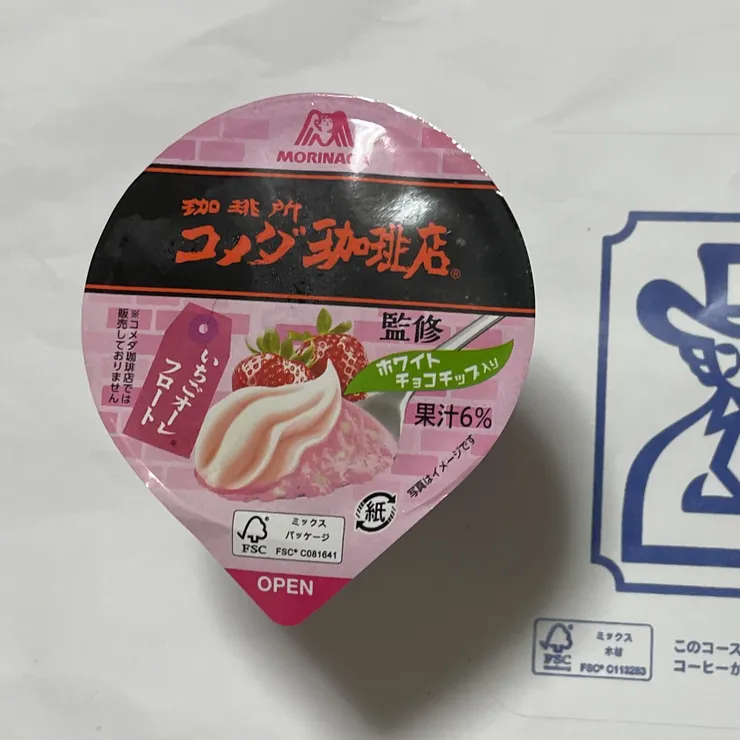 MORINAGA
珈琲所
コメダ珈琲店®
監修
※コメダ珈琲店では
販売しておりません
いちごオーレ
フロート
ホワイト
チョコチップ入り
果汁6%
写真はイメージです
紙
ミックス
パッケージ
FSC
FSC® C081641
OPEN
ミックス
木材
FSC
FSC® C113283
このコース
コーヒーか